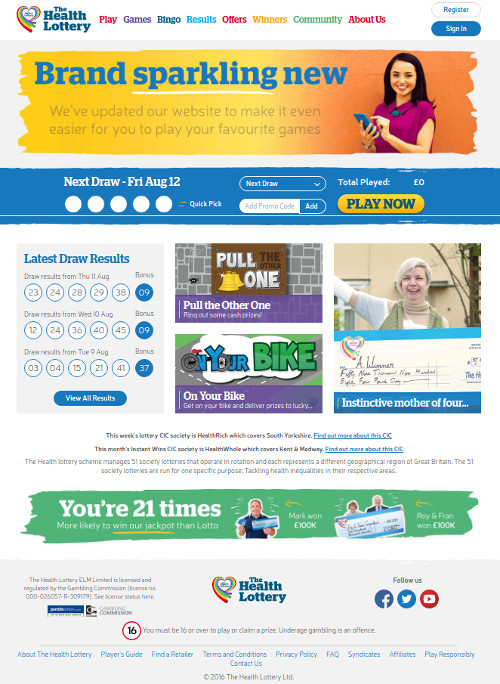 The
Health
Lottery
Play Games Bingo Results Offers Winners Community About Us
Register
Sign In
Brand sparkling new
We've updated our website to make it even
easier for you to play your favourite games
Next Draw - Fri Aug 12
Quick Pick
Next Draw
Add Promo Code Add
Total Played: £0
PLAY NOW
Latest Draw Results
Draw results from Thu 11 Aug Bonus
23 24 28 29 38 09
Draw results from Wed 10 Aug Bonus
12 24 36 40 45 09
Draw results from Tue 9 Aug Bonus
03 04 15 21 41 37
View All Results
PULL THE
OTHER
ONE
Pull the Other One
Ring out some cash prizes!
ON YOUR BIKE
On Your Bike
Get on your bike and deliver prizes to lucky...
A Winner
Instinctive mother of four...
This week's lottery CIC society is HealthRich which covers South Yorkshire. Find out more about this CIC
This month's Instant Wins CIC society is HealthWhole which covers Kent & Medway. Find out more about this CIC
The Health lottery scheme manages 51 society lotteries that operate in rotation and each represents a different geographical region of Great Britain. The 51
society lotteries are run for one specific purpose: Tackling health inequalities in their respective areas.
You're 21 times
More likely to win our jackpot than Lotto
Mark won
£100K
Roy & Fran
won £100K
The Health Lottery ELM Limited is licensed and
regulated by the Gambling Commission (license no
000-026057-R-309179). See license status here.
GAMBLING
COMMISSION
The
Health
Lottery
Follow us
16 You must be 16 or over to play or claim a prize. Underage gambling is an offence.
About The Health Lottery Player's Guide Find a Retailer Terms and Conditions Privacy Policy FAQ Syndicates Affiliates Play Responsibly
Contact Us
© 2016 The Health Lottery Ltd.